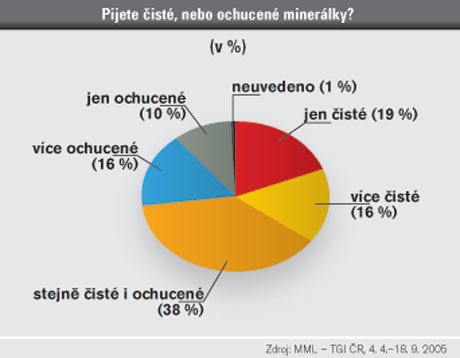 Pijete čisté, nebo ochucené minerálky?
(v %)
neuvedeno (1 %)
jen čisté (19 %)
více čisté
(16 %)
stejně čisté i ochucené
(38 %)
více ochucené
(16 %)
jen ochucené
(10 %)
Zdroj: MML – TGI ČR, 4. 4.–18. 9. 2005